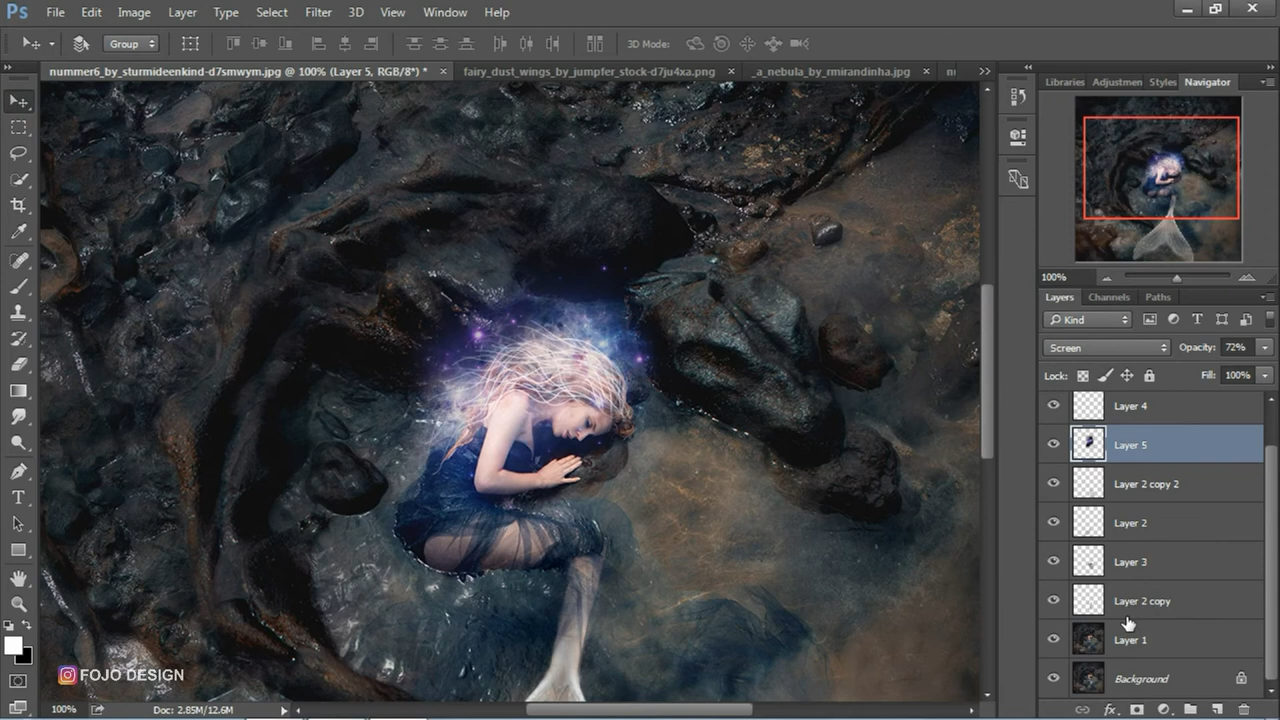 Ps File Edit Image Layer Type Select Filter 3D View Window Help
Group 3D Mode:
nummer6_by_sturmideenkind-d7smwym.jpg @ 100% (Layer 5, RGB/8*) * × fairy_dust_wings_by_jumpfer_stock-d7ju4xa.png × _a_nebula_by_rmirandinha.jpg ×
Libraries Adjustmen Styles Navigator
100%
Layers Channels Paths
Kind T
Screen Opacity: 72%
Lock: Fill: 100%
Layer 4
Layer 5
Layer 2 copy 2
Layer 2
Layer 3
Layer 2 copy
Layer 1
Background
fx
T
FOJO DESIGN
100% Doc: 2.85M/12.6M